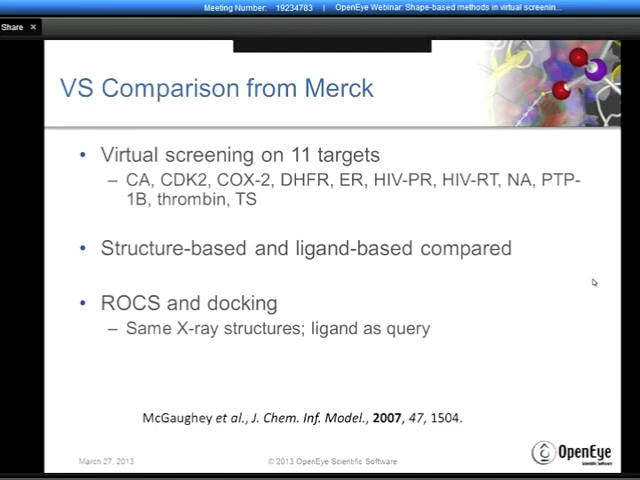 Meeting Number: 19234783 | OpenEye Webinar: Shape-based methods in virtual screenin...
Share ×
VS Comparison from Merck
• Virtual screening on 11 targets
– CA, CDK2, COX-2, DHFR, ER, HIV-PR, HIV-RT, NA, PTP-
1B, thrombin, TS
• Structure-based and ligand-based compared
• ROCS and docking
– Same X-ray structures; ligand as query
McGaughey et al., J. Chem. Inf. Model., 2007, 47, 1504.
March 27, 2013
© 2013 OpenEye Scientific Software
OpenEye
Scientific Software